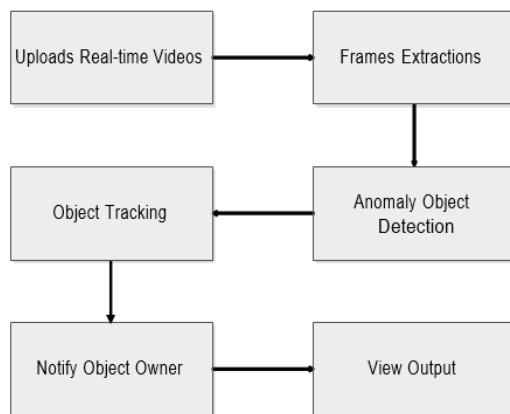 Uploads Real-time Videos
Frames Extractions
Anomaly Object
Detection
Object Tracking
Notify Object Owner
View Output